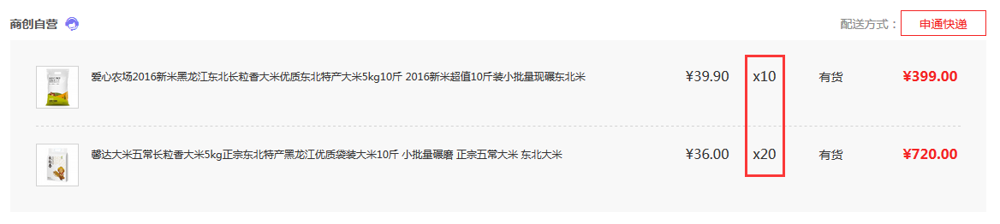 商创自营
配送方式：
申通快递
爱心农场2016新米黑龙江东北长粒香大米优质东北特产大米5kg10斤 2016新米超值10斤装小批量现碾东北米
¥39.90
x10
有货
¥399.00
馨达大米五常长粒香大米5kg正宗东北特产黑龙江优质袋装大米10斤 小批量碾磨 正宗五常大米 东北大米
¥36.00
x20
有货
¥720.00